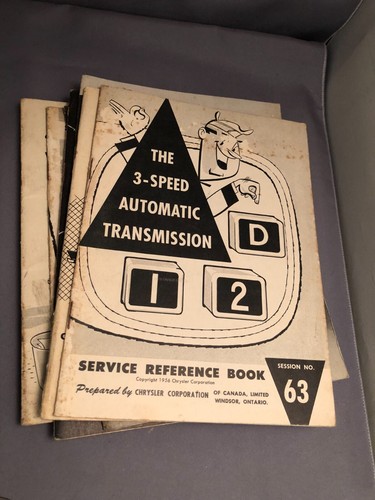 THE
3-SPEED
AUTOMATIC
TRANSMISSION
D
1
2
SERVICE REFERENCE BOOK
Copyright 1956 Chrysler Corporation
Prepared by CHRYSLER CORPORATION OF CANADA, LIMITED
WINDSOR, ONTARIO.
SESSION NO.
63